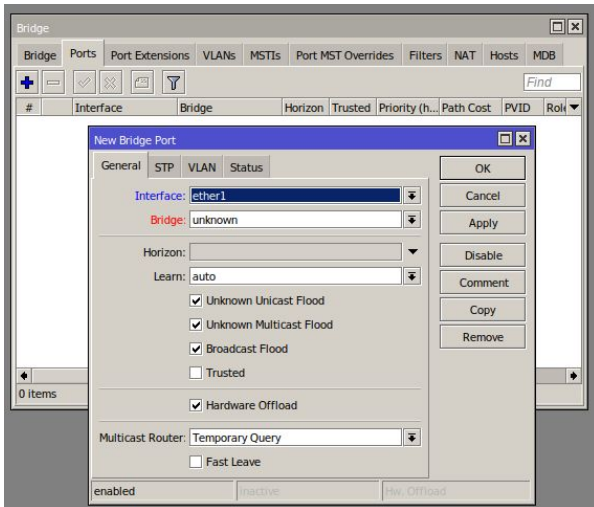 Bridge
Bridge Ports Port Extensions VLANs MSTIs Port MST Overrides Filters NAT Hosts MDB
Find
# Interface Bridge Horizon Trusted Priority (h... Path Cost PVID Role
New Bridge Port
General STP VLAN Status
OK
Interface: ether1
Cancel
Bridge: unknown
Apply
Horizon:
Disable
Learn: auto
Comment
Unknown Unicast Flood
Copy
Unknown Multicast Flood
Remove
Broadcast Flood
Trusted
0 items
Hardware Offload
Multicast Router: Temporary Query
Fast Leave
enabled inactive Hw. Offload